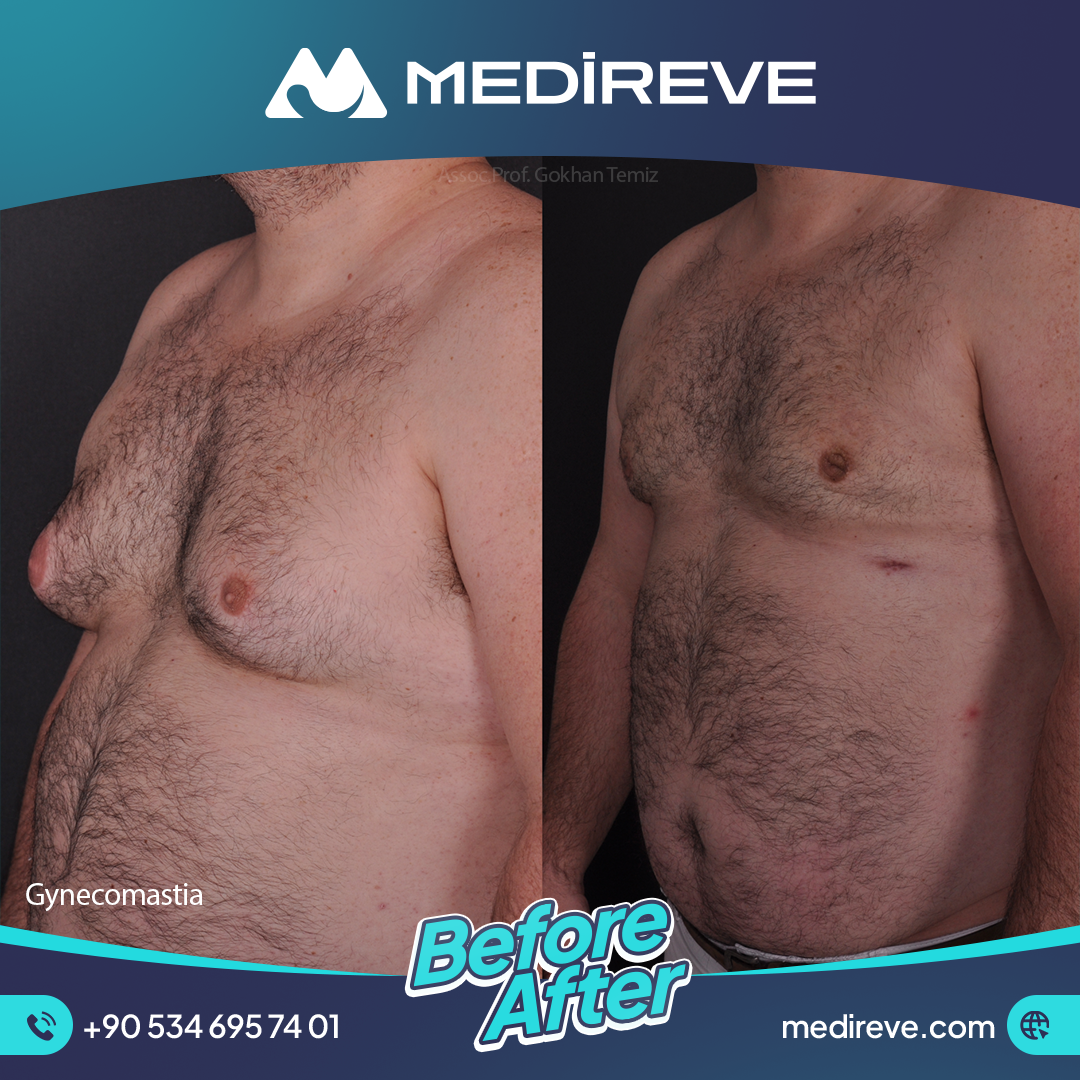 MEDİREVE
Assoc.Prof. Gokhan Temiz
Gynecomastia
Before
After
+90 534 695 74 01
medireve.com